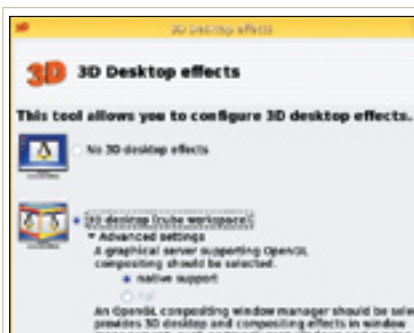 3D Desktop effects
3D 3D Desktop effects
This tool allows you to configure 3D desktop effects.
No 3D desktop effects
3D desktop (cube workspace)
Advanced settings
A graphical server supporting OpenGL
compositing should be selected.
native support
An OpenGL compositing window manager should be sele
provides 3D desktop and compositing effects in window